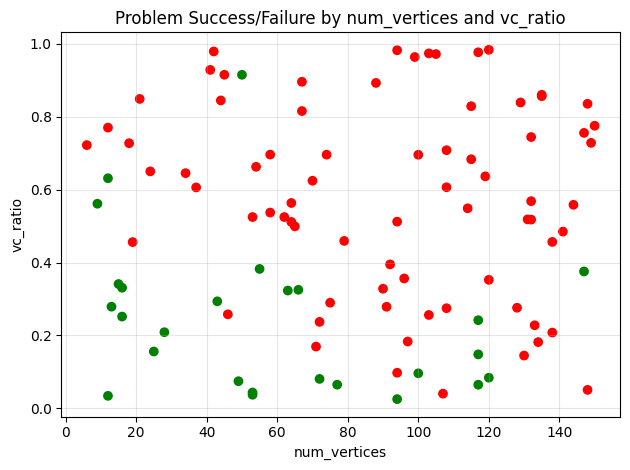 Problem Success/Failure by num_vertices and vc_ratio
1.0
0.8
0.6
0.4
0.2
0.0
vc_ratio
0 20 40 60 80 100 120 140
num_vertices